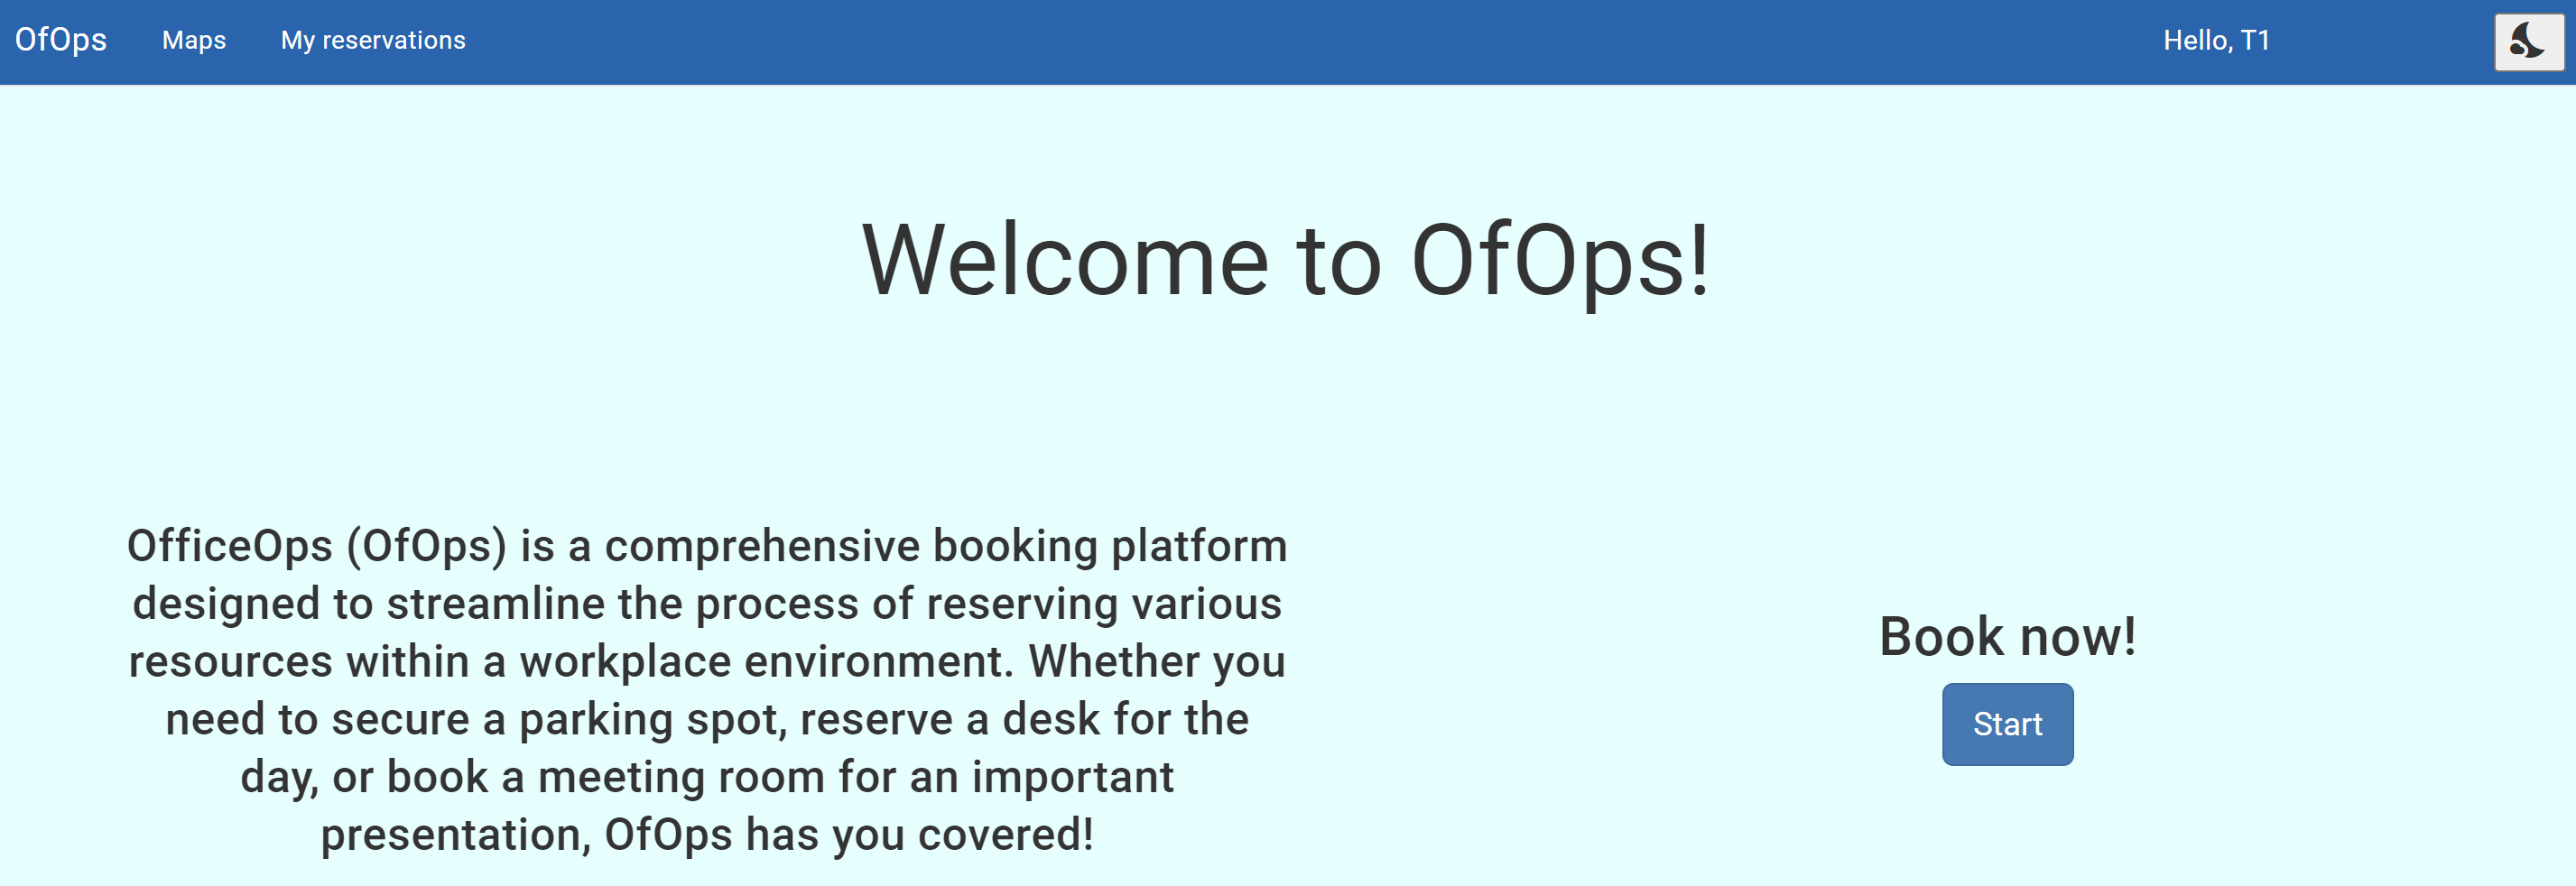 OfOps Maps My reservations Hello, T1
Welcome to OfOps!
OfficeOps (OfOps) is a comprehensive booking platform
designed to streamline the process of reserving various
resources within a workplace environment. Whether you
need to secure a parking spot, reserve a desk for the
day, or book a meeting room for an important
presentation, OfOps has you covered!
Book now!
Start